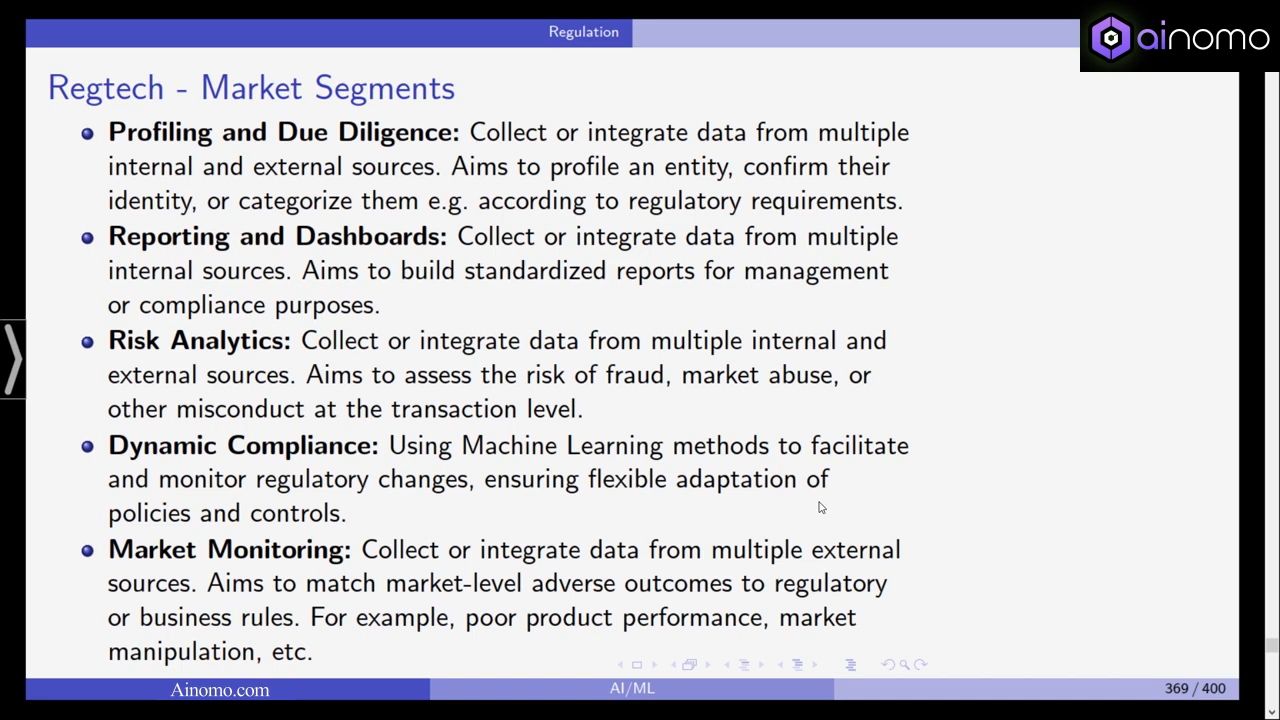 Regulation
ainomo
Regtech - Market Segments
Profiling and Due Diligence: Collect or integrate data from multiple
internal and external sources. Aims to profile an entity, confirm their
identity, or categorize them e.g. according to regulatory requirements.
Reporting and Dashboards: Collect or integrate data from multiple
internal sources. Aims to build standardized reports for management
or compliance purposes.
Risk Analytics: Collect or integrate data from multiple internal and
external sources. Aims to assess the risk of fraud, market abuse, or
other misconduct at the transaction level.
Dynamic Compliance: Using Machine Learning methods to facilitate
and monitor regulatory changes, ensuring flexible adaptation of
policies and controls.
Market Monitoring: Collect or integrate data from multiple external
sources. Aims to match market-level adverse outcomes to regulatory
or business rules. For example, poor product performance, market
manipulation, etc.
Ainomo.com
AI/ML
369 / 400